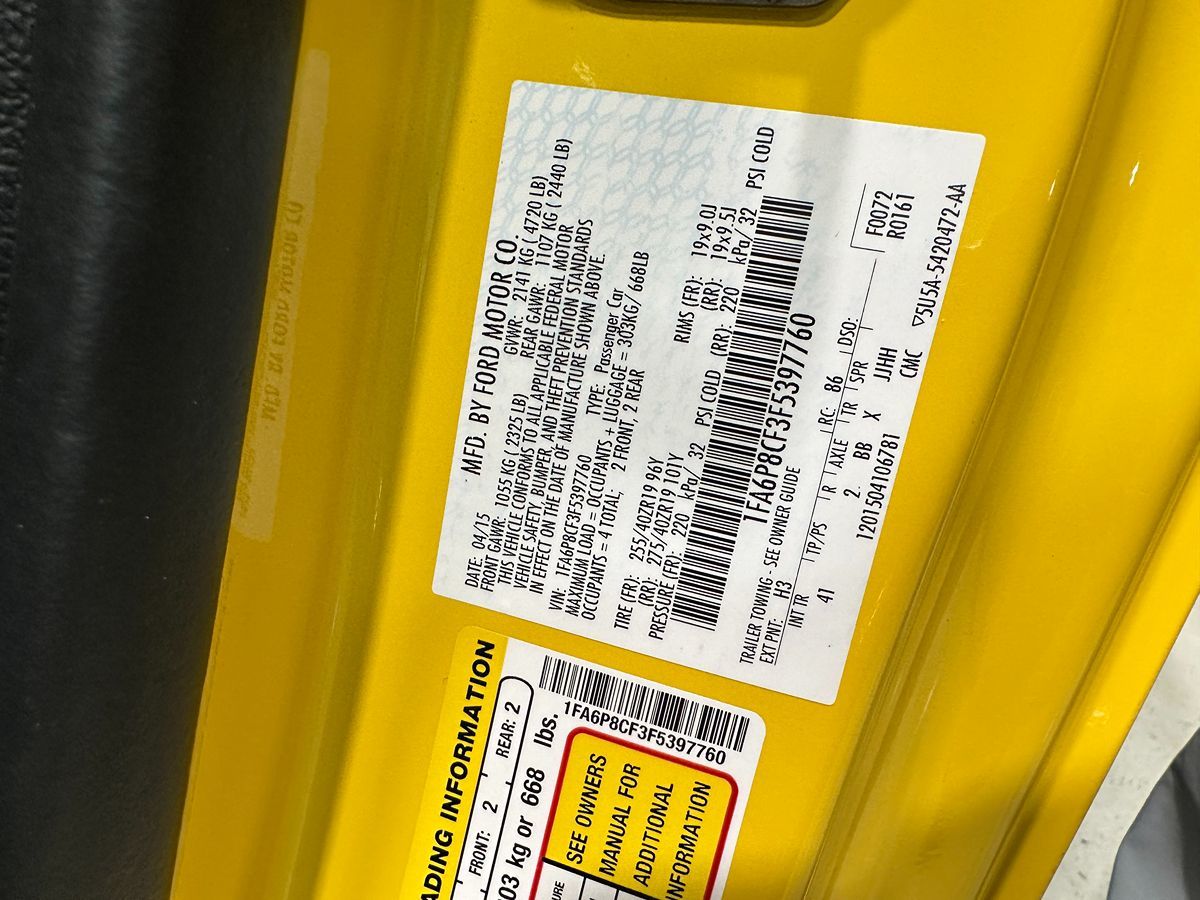 MFD. BY FORD MOTOR CO.
DATE: 04/15 GVWR: 2141 KG ( 4720 LB)
FRONT GAWR: 1055 KG ( 2325 LB) REAR GAWR: 1107 KG ( 2440 LB)
THIS VEHICLE CONFORMS TO ALL APPLICABLE FEDERAL MOTOR
VEHICLE SAFETY, BUMPER, AND THEFT PREVENTION STANDARDS
IN EFFECT ON THE DATE OF MANUFACTURE SHOWN ABOVE.
VIN: 1FA6P8CF3F5397760 TYPE: Passenger Car
MAXIMUM LOAD = OCCUPANTS + LUGGAGE = 303KG/ 668LB
OCCUPANTS = 4 TOTAL; 2 FRONT, 2 REAR
TIRE (FR): 255/40ZR19 96Y RIMS (FR): 19x9.0J
(RR): 275/40ZR19 101Y (RR): 19x9.5J
PRESSURE (FR): 220 kPa/ 32 PSI COLD (RR): 220 kPa/ 32 PSI COLD
1FA6P8CF3F5397760
TRAILER TOWING - SEE OWNER GUIDE
EXT PNT: H3 RC: 86 DSO: F0072
R0161
INT TR TP/PS R AXLE TR SPR
41 2. BB X JJHH
1201504106781 CMC ▽5U5A-5420472-AA
ADING INFORMATION
FRONT: 2 REAR: 2
03 kg or 668 lbs.
1FA6P8CF3F5397760
SEE OWNERS
MANUAL FOR
ADDITIONAL
INFORMATION